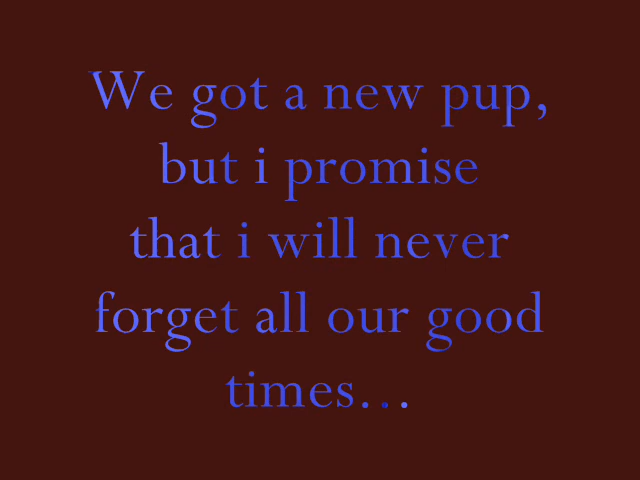 We got a new pup,
but i promise
that i will never
forget all our good
times...